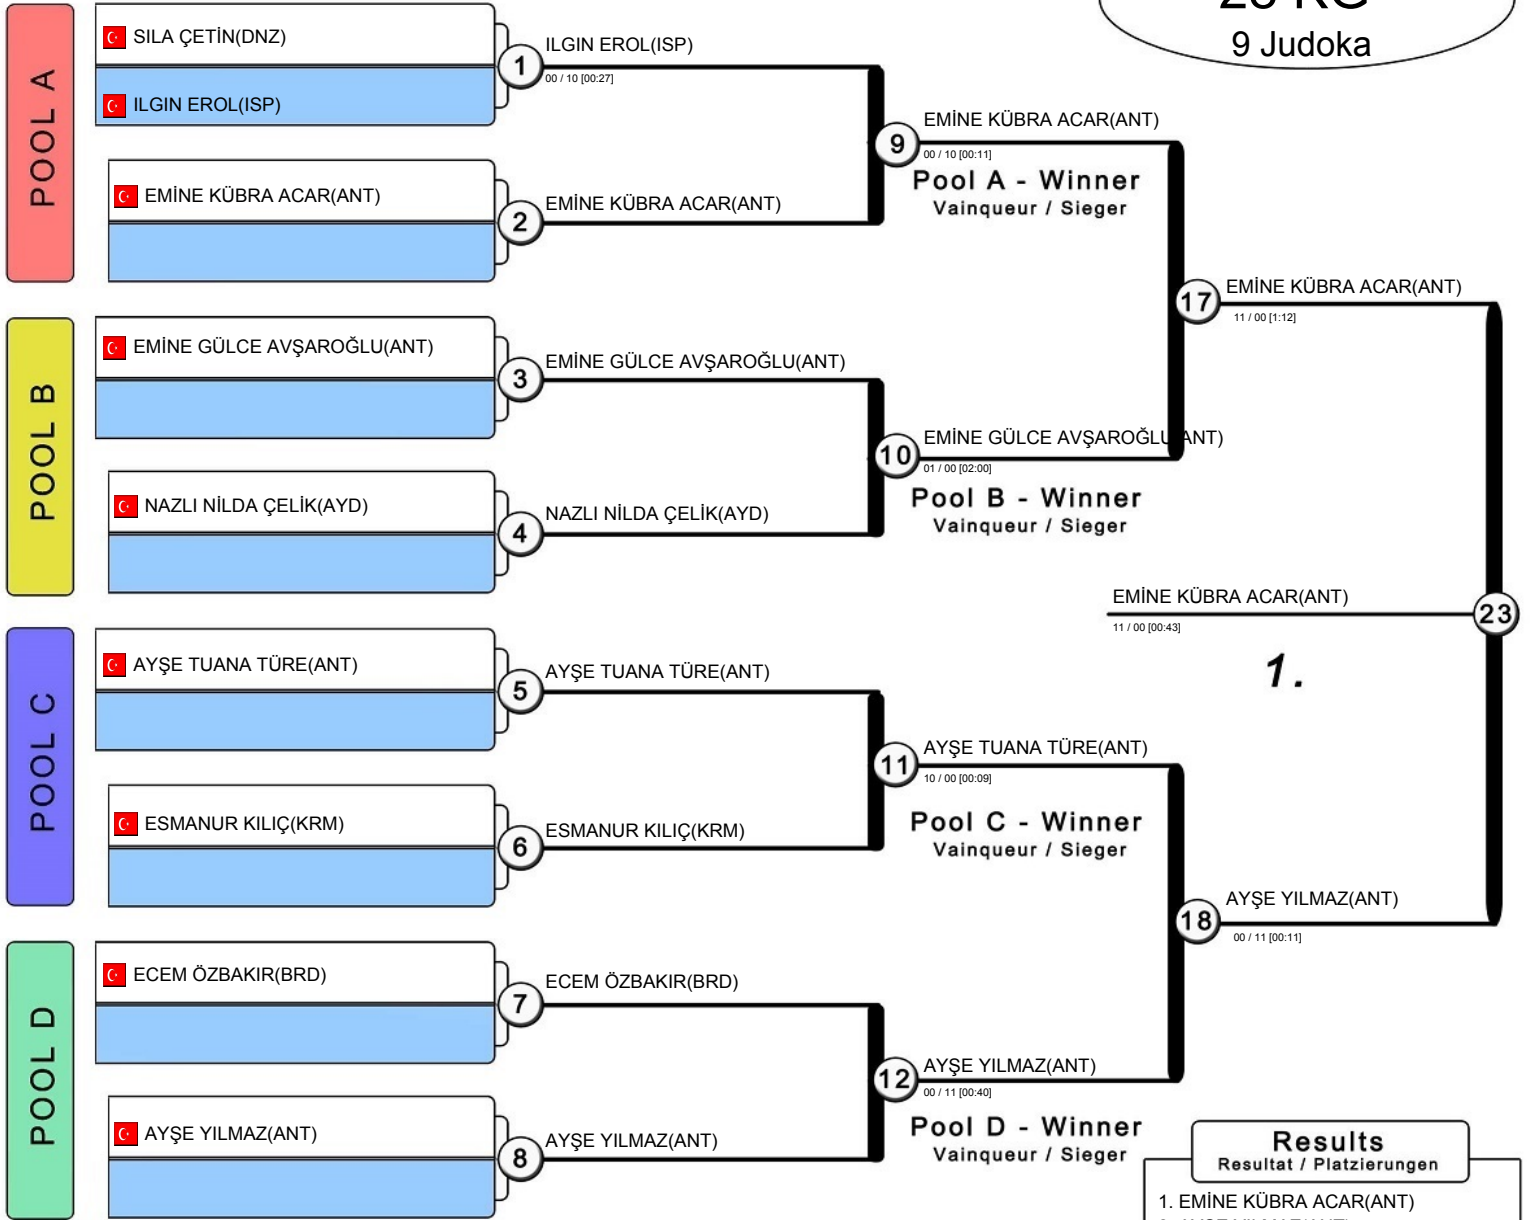 KG
9 Judoka
POOL A
SILA ÇETİN(DNZ)
ILGIN EROL(ISP)
1
ILGIN EROL(ISP)
00 / 10 [00:27]
EMİNE KÜBRA ACAR(ANT)
2
EMİNE KÜBRA ACAR(ANT)
9
EMİNE KÜBRA ACAR(ANT)
00 / 10 [00:11]
Pool A - Winner
Vainqueur / Sieger
POOL B
EMİNE GÜLCE AVŞAROĞLU(ANT)
3
EMİNE GÜLCE AVŞAROĞLU(ANT)
NAZLI NİLDA ÇELİK(AYD)
4
NAZLI NİLDA ÇELİK(AYD)
10
EMİNE GÜLCE AVŞAROĞLU(ANT)
01 / 00 [02:00]
Pool B - Winner
Vainqueur / Sieger
17
EMİNE KÜBRA ACAR(ANT)
11 / 00 [1:12]
EMİNE KÜBRA ACAR(ANT)
11 / 00 [00:43]
23
1.
POOL C
AYŞE TUANA TÜRE(ANT)
5
AYŞE TUANA TÜRE(ANT)
ESMANUR KILIÇ(KRM)
6
ESMANUR KILIÇ(KRM)
11
AYŞE TUANA TÜRE(ANT)
10 / 00 [00:09]
Pool C - Winner
Vainqueur / Sieger
18
AYŞE YILMAZ(ANT)
00 / 11 [00:11]
POOL D
ECEM ÖZBAKIR(BRD)
7
ECEM ÖZBAKIR(BRD)
AYŞE YILMAZ(ANT)
8
AYŞE YILMAZ(ANT)
12
AYŞE YILMAZ(ANT)
00 / 11 [00:40]
Pool D - Winner
Vainqueur / Sieger
Results
Resultat / Platzierungen
1. EMİNE KÜBRA ACAR(ANT)